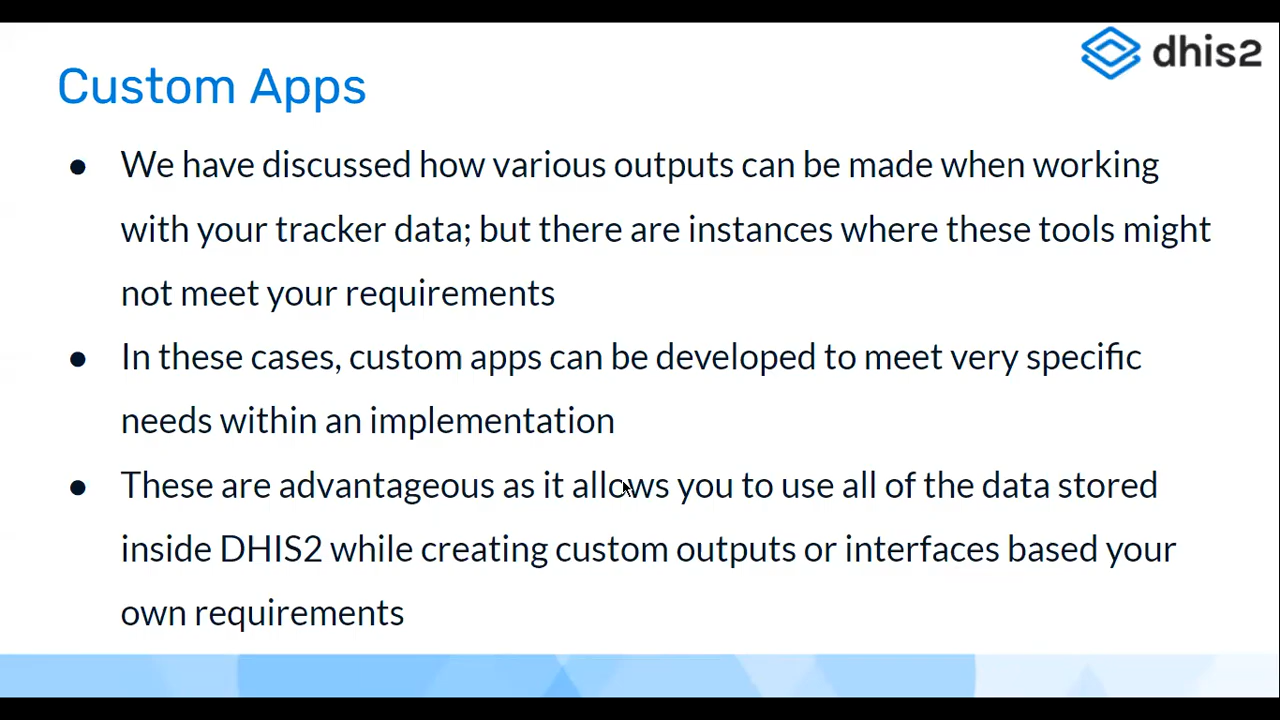 dhis2
Custom Apps
● We have discussed how various outputs can be made when working
with your tracker data; but there are instances where these tools might
not meet your requirements
● In these cases, custom apps can be developed to meet very specific
needs within an implementation
● These are advantageous as it allows you to use all of the data stored
inside DHIS2 while creating custom outputs or interfaces based your
own requirements